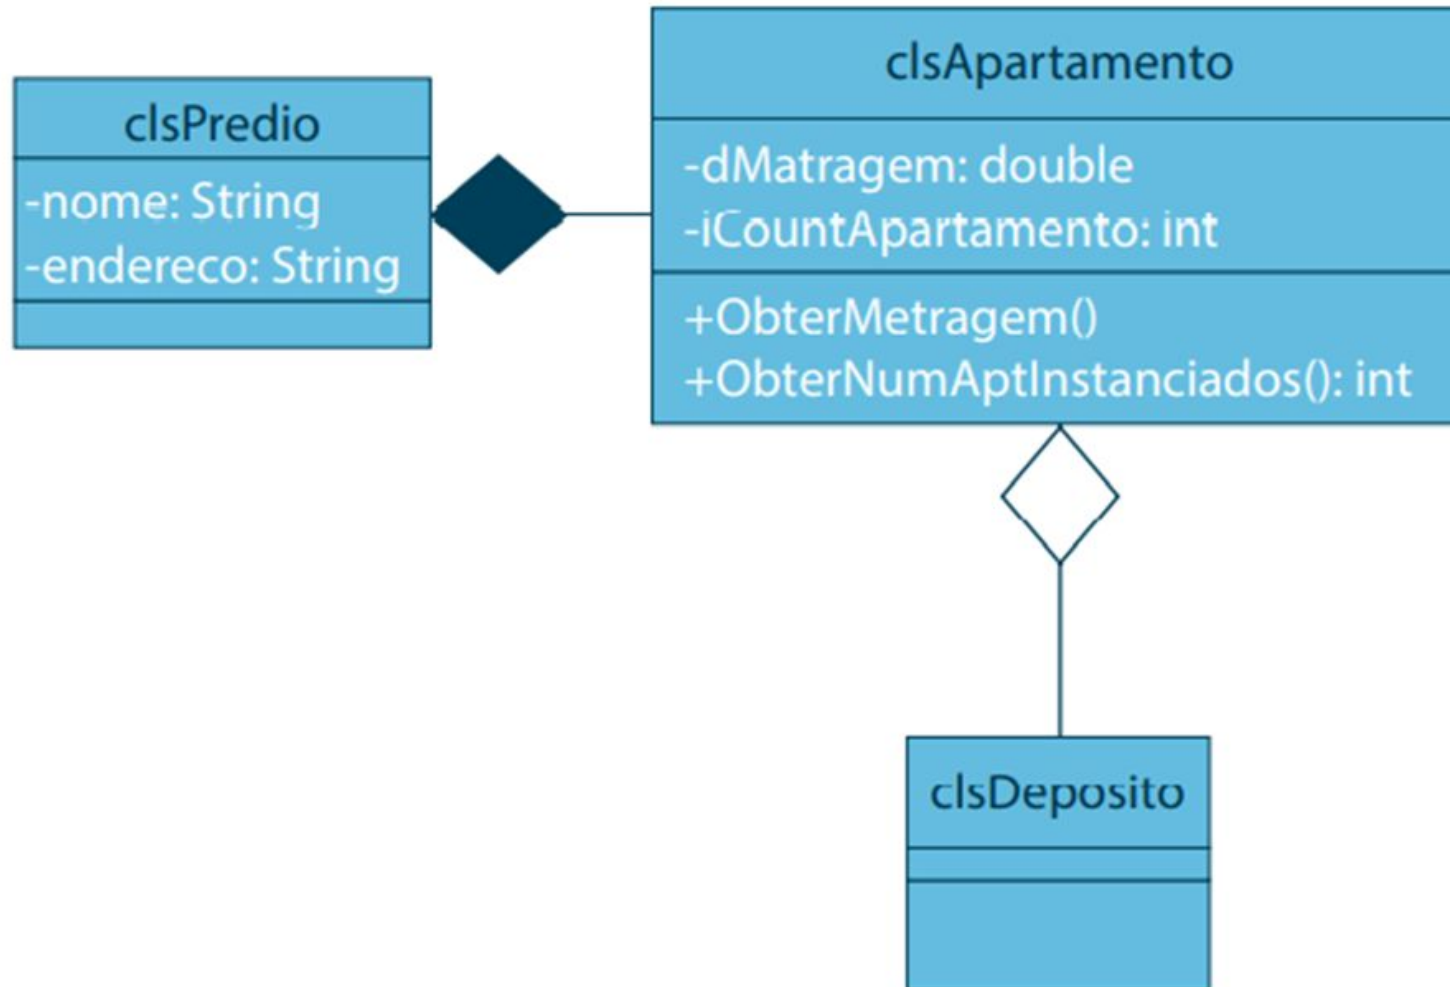 clsPredio
-nome: String
-endereco: String
clsApartamento
-dMatragem: double
-iCountApartamento: int
+ObterMetragem()
+ObterNumAptInstanciados(): int
clsDeposito